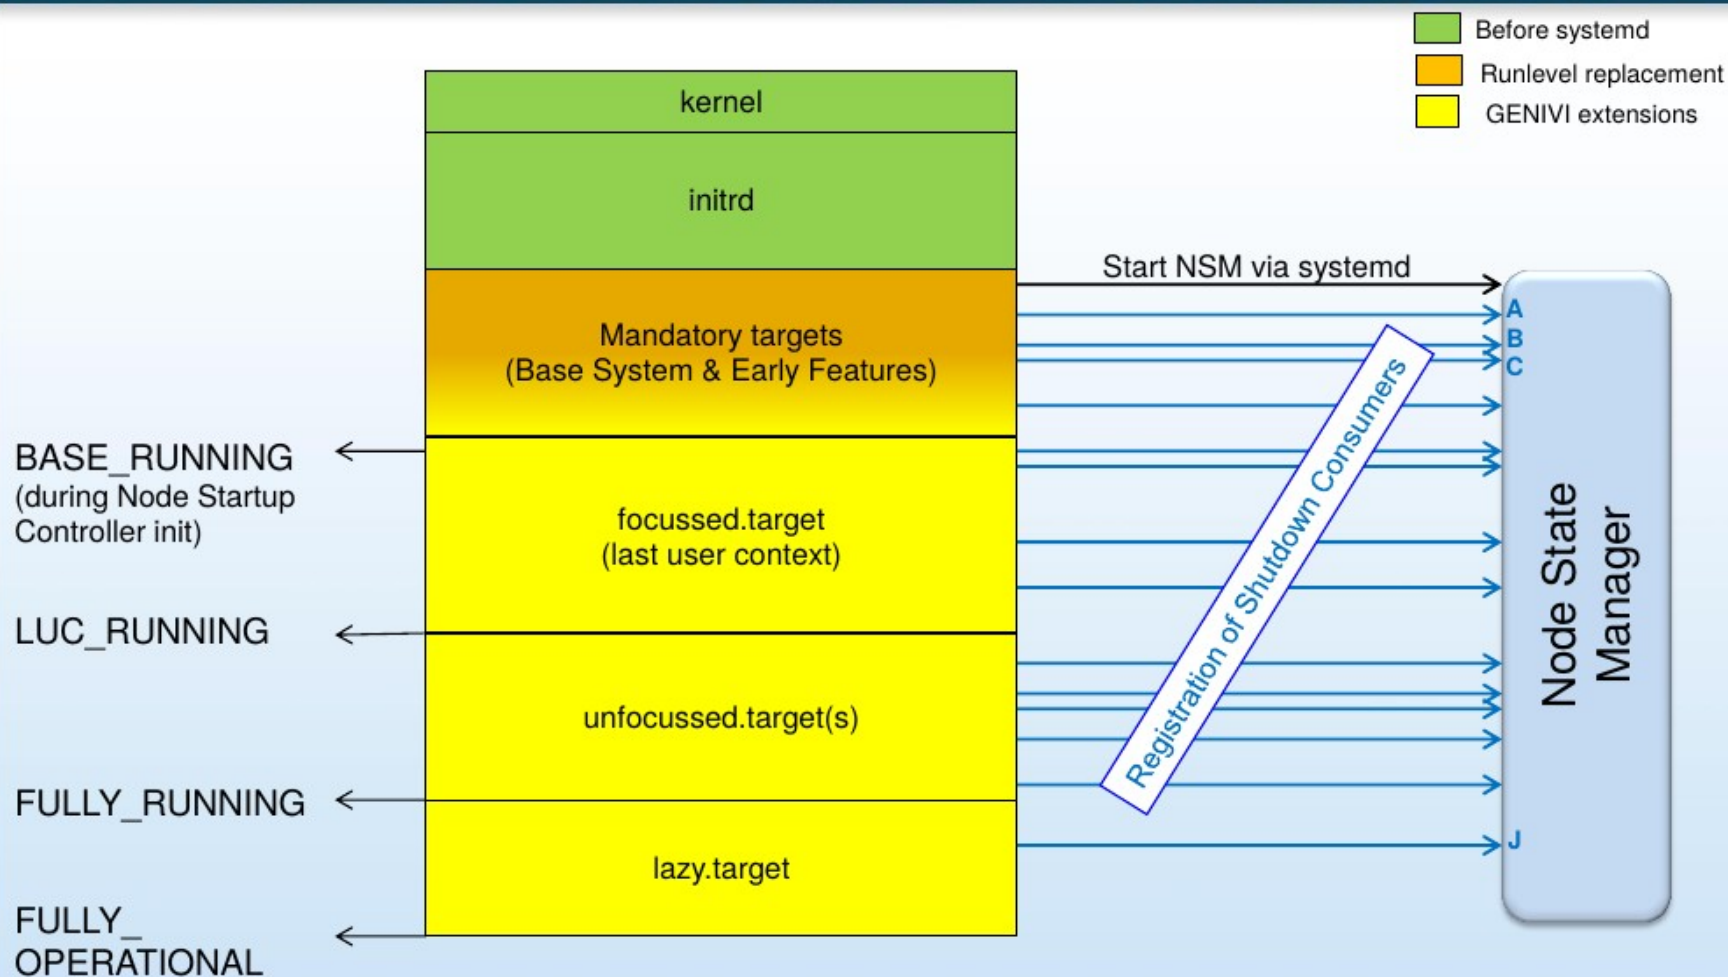 Before systemd
Runlevel replacement
GENIVI extensions
kernel
initrd
Start NSM via systemd
Mandatory targets
(Base System & Early Features)
A
B
C
Registration of Shutdown Consumers
BASE_RUNNING
(during Node Startup
Controller init)
focussed.target
(last user context)
Node State
Manager
LUC_RUNNING
unfocussed.target(s)
FULLY_RUNNING
J
lazy.target
FULLY_
OPERATIONAL